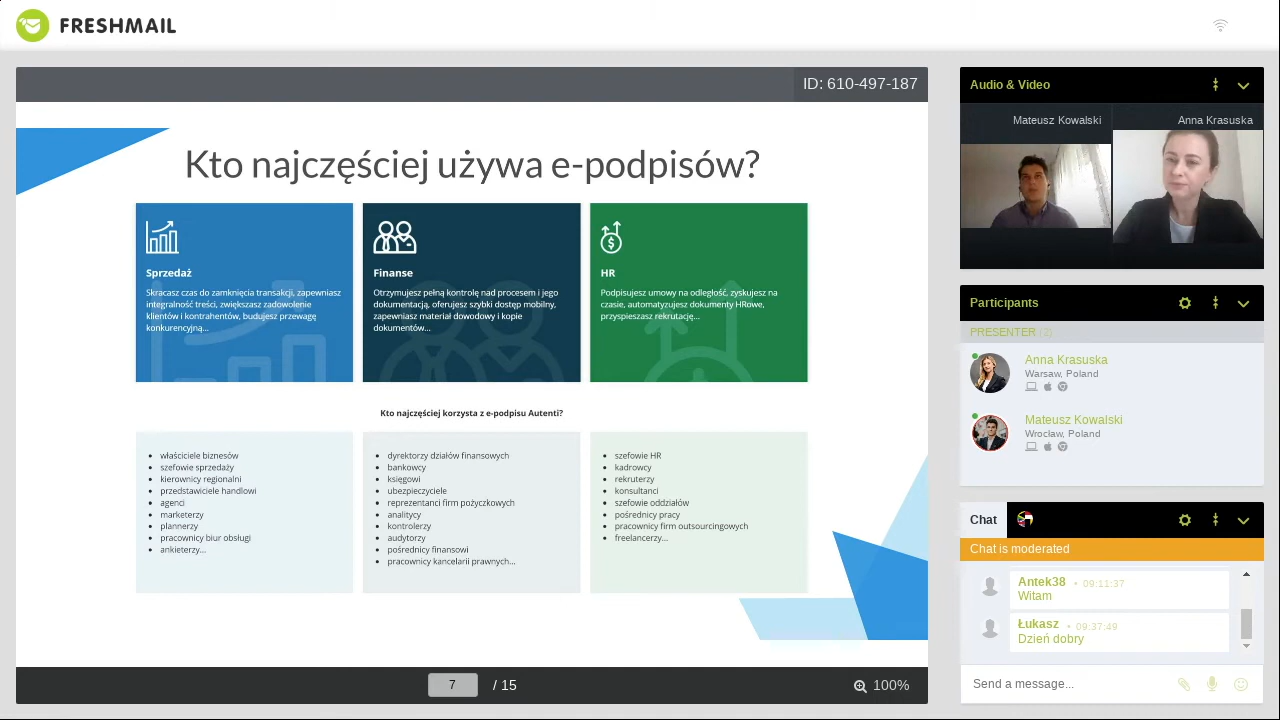 FRESHMAIL
ID: 610-497-187
Kto najczęściej używa e-podpisów?
Sprzedaż
Skracasz czas do zamknięcia transakcji, zapewniasz
integralność treści, zwiększasz zadowolenie
klientów i kontrahentów, budujesz przewagę
konkurencyjną...
Finanse
Otrzymujesz pełną kontrolę nad procesem i jego
dokumentacją, oferujesz szybki dostęp mobilny,
zapewniasz materiał dowodowy i kopie
dokumentów...
HR
Podpisujesz umowy na odległość, zyskujesz na
czasie, automatyzujesz dokumenty HRowe,
przyspieszasz rekrutację...
Kto najczęściej korzysta z e-podpisu Autenti?
• właściciele biznesów
• szefowie sprzedaży
• kierownicy regionalni
• przedstawiciele handlowi
• agenci
• marketerzy
• plannerzy
• pracownicy biur obsługi
• ankieterzy...
• dyrektorzy działów finansowych
• bankowcy
• księgowi
• ubezpieczyciele
• reprezentanci firm pożyczkowych
• analitycy
• kontrolerzy
• audytorzy
• pośrednicy finansowi
• pracownicy kancelarii prawnych...
• szefowie HR
• kadrowcy
• rekruterzy
• konsultanci
• szefowie oddziałów
• pośrednicy pracy
• pracownicy firm outsourcingowych
• freelancerzy...
7 / 15
100%
Audio & Video
Mateusz Kowalski
Anna Krasuska
Participants
PRESENTER (2)
Anna Krasuska
Warsaw, Poland
Mateusz Kowalski
Wrocław, Poland
Chat
Chat is moderated
Antek38 • 09:11:37
Witam
Łukasz • 09:37:49
Dzień dobry
Send a message...